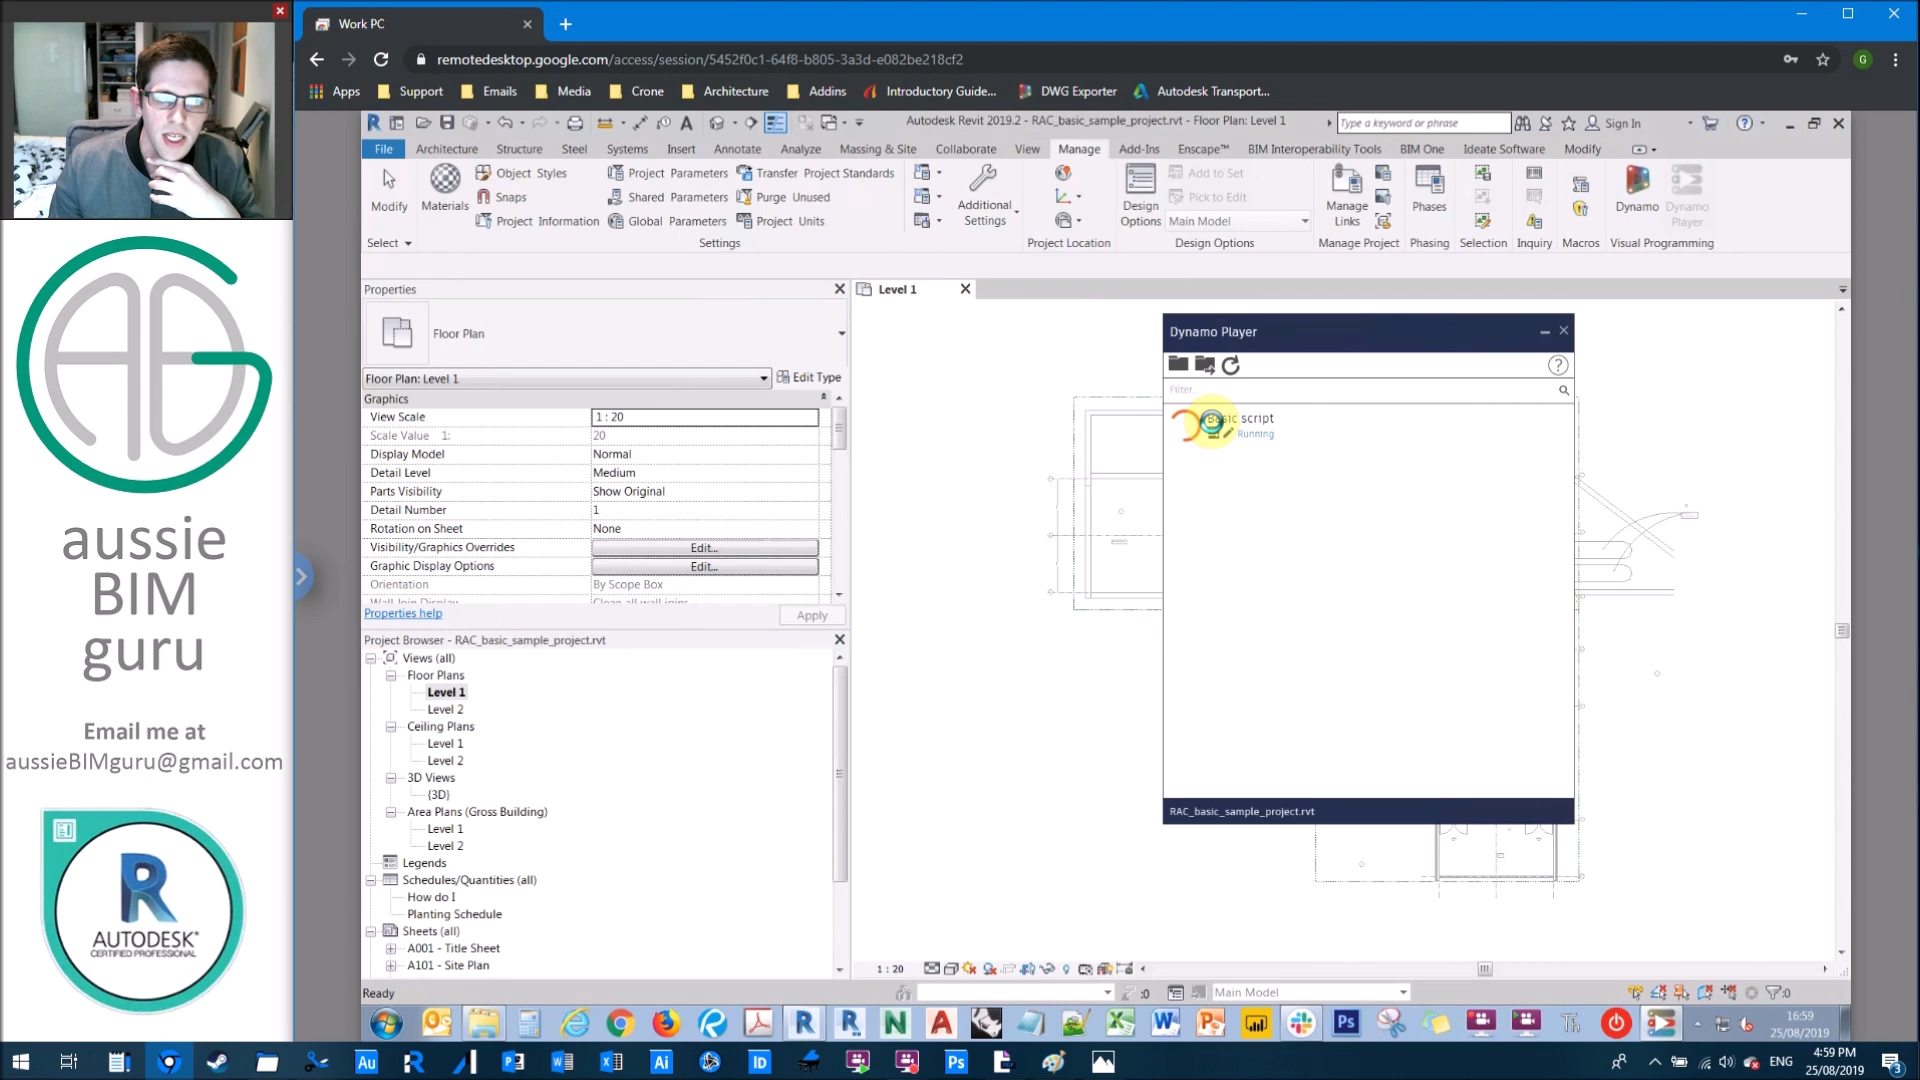 Work PC
remotedesktop.google.com/access/session/5452f0c1-64f8-b805-3a3d-e082be218cf2
G
Apps Support Emails Media Crone Architecture Addins Introductory Guide... DWG Exporter Autodesk Transport...
Autodesk Revit 2019.2 - RAC_basic_sample_project.rvt - Floor Plan: Level 1
Type a keyword or phrase
Sign In
File Architecture Structure Steel Systems Insert Annotate Analyze Massing & Site Collaborate View Manage Add-Ins Enscape™ BIM Interoperability Tools BIM One Ideate Software Modify
Modify
Materials
Object Styles
Snaps
Project Information
Project Parameters
Shared Parameters
Global Parameters
Transfer Project Standards
Purge Unused
Project Units
Additional
Settings
Design
Options
Add to Set
Pick to Edit
Main Model
Manage
Links
Phases
Dynamo
Dynamo
Player
Select Settings Project Location Design Options Manage Project Phasing Selection Inquiry Macros Visual Programming
Properties
Floor Plan
Floor Plan: Level 1
Edit Type
Graphics
View Scale 1 : 20
Scale Value 1: 20
Display Model Normal
Detail Level Medium
Parts Visibility Show Original
Detail Number 1
Rotation on Sheet None
Visibility/Graphics Overrides Edit...
Graphic Display Options Edit...
Orientation By Scope Box
Wall Join Display Clean all wall joins
Properties help
Apply
Project Browser - RAC_basic_sample_project.rvt
Views (all)
Floor Plans
Level 1
Level 2
Ceiling Plans
Level 1
Level 2
3D Views
{3D}
Area Plans (Gross Building)
Level 1
Level 2
Legends
Schedules/Quantities (all)
How do I
Planting Schedule
Sheets (all)
A001 - Title Sheet
A101 - Site Plan
Level 1
Dynamo Player
Filter...
Basic script
Running
RAC_basic_sample_project.rvt
1 : 20
Ready
:0
Main Model
:0
16:59
25/08/2019
ENG
4:59 PM
25/08/2019
3
aussie
BIM
guru
Email me at
aussieBIMguru@gmail.com
R
AUTODESK®
CERTIFIED PROFESSIONAL